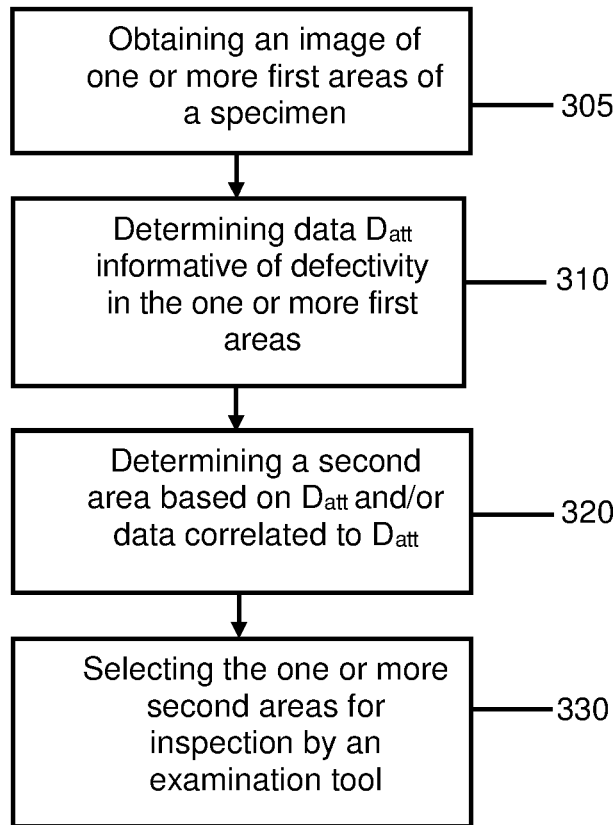 Obtaining an image of
one or more first areas of
a specimen
305
Determining data Datt
informative of defectivity
in the one or more first
areas
310
Determining a second
area based on Datt and/or
data correlated to Datt
320
Selecting the one or more
second areas for
inspection by an
examination tool
330